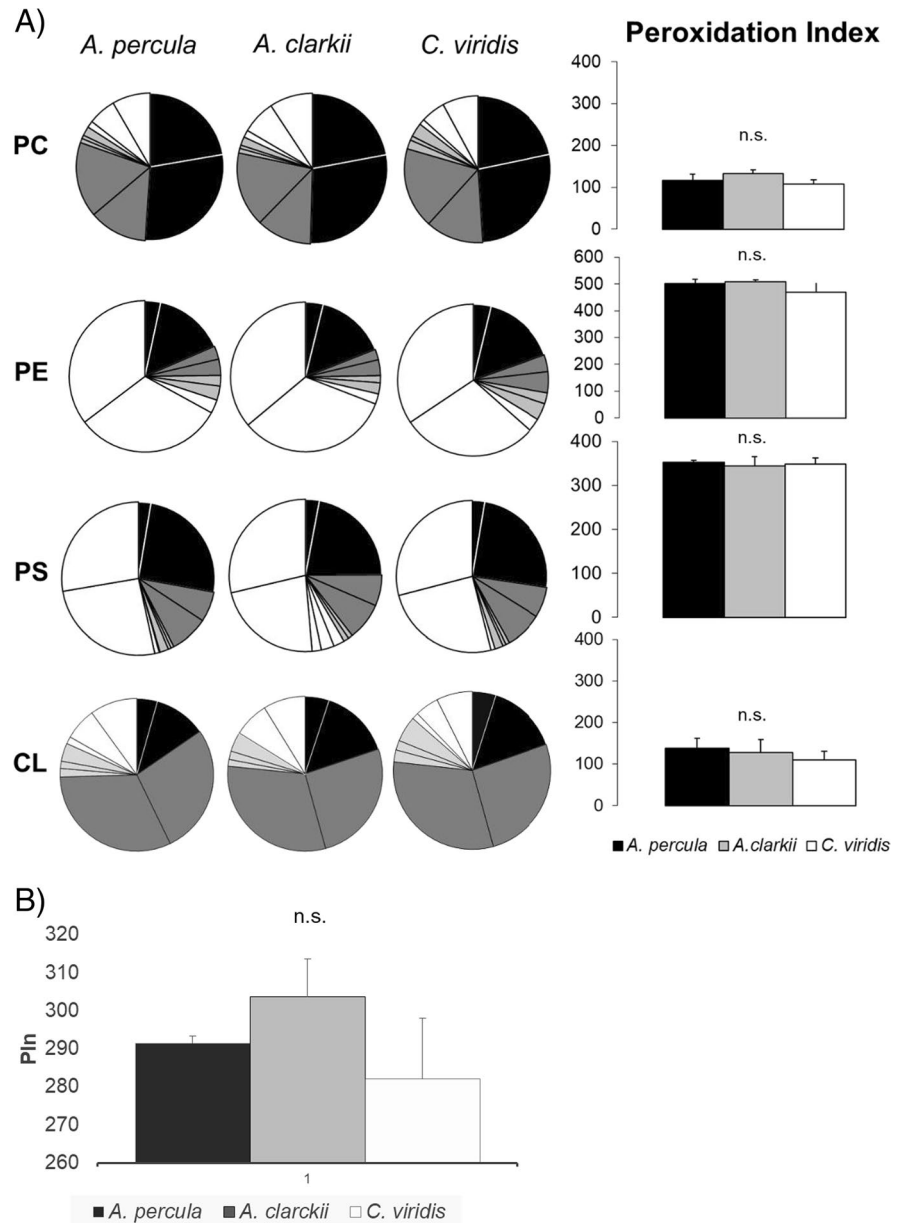 A)
A. percula A. clarkii C. viridis
Peroxidation Index
PC
400
300
200
100
0
n.s.
PE
600
500
400
300
200
100
0
n.s.
PS
400
300
200
100
0
n.s.
CL
400
300
200
100
0
n.s.
A. percula A.clarkii C. viridis
B)
n.s.
320
310
300
290
280
270
260
PIn
1
A. percula A. clarckii C. viridis